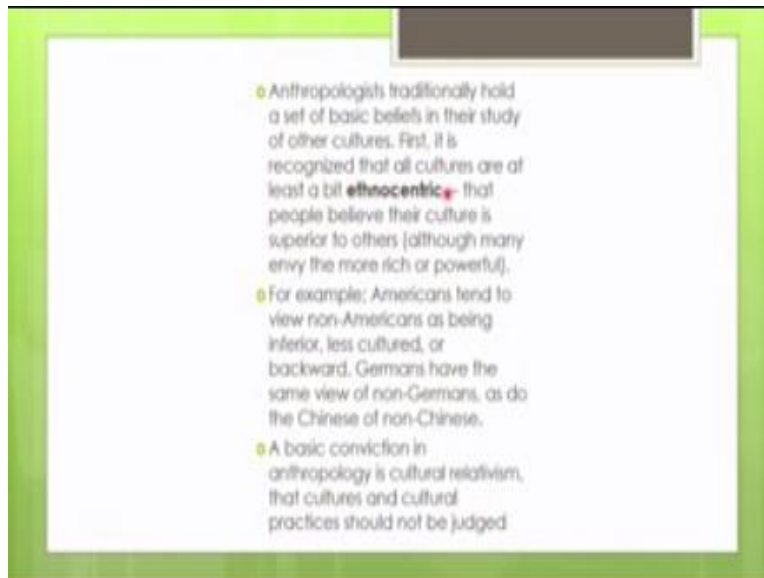 Anthropologists traditionally hold
a set of basic beliefs in their study
of other cultures. First, it is
recognized that all cultures are at
least a bit ethnocentric - that
people believe their culture is
superior to others (although many
envy the more rich or powerful).
For example; Americans tend to
view non-Americans as being
inferior, less cultured, or
backward. Germans have the
same view of non-Germans, as do
the Chinese of non-Chinese.
A basic conviction in
anthropology is cultural relativism,
that cultures and cultural
practices should not be judged